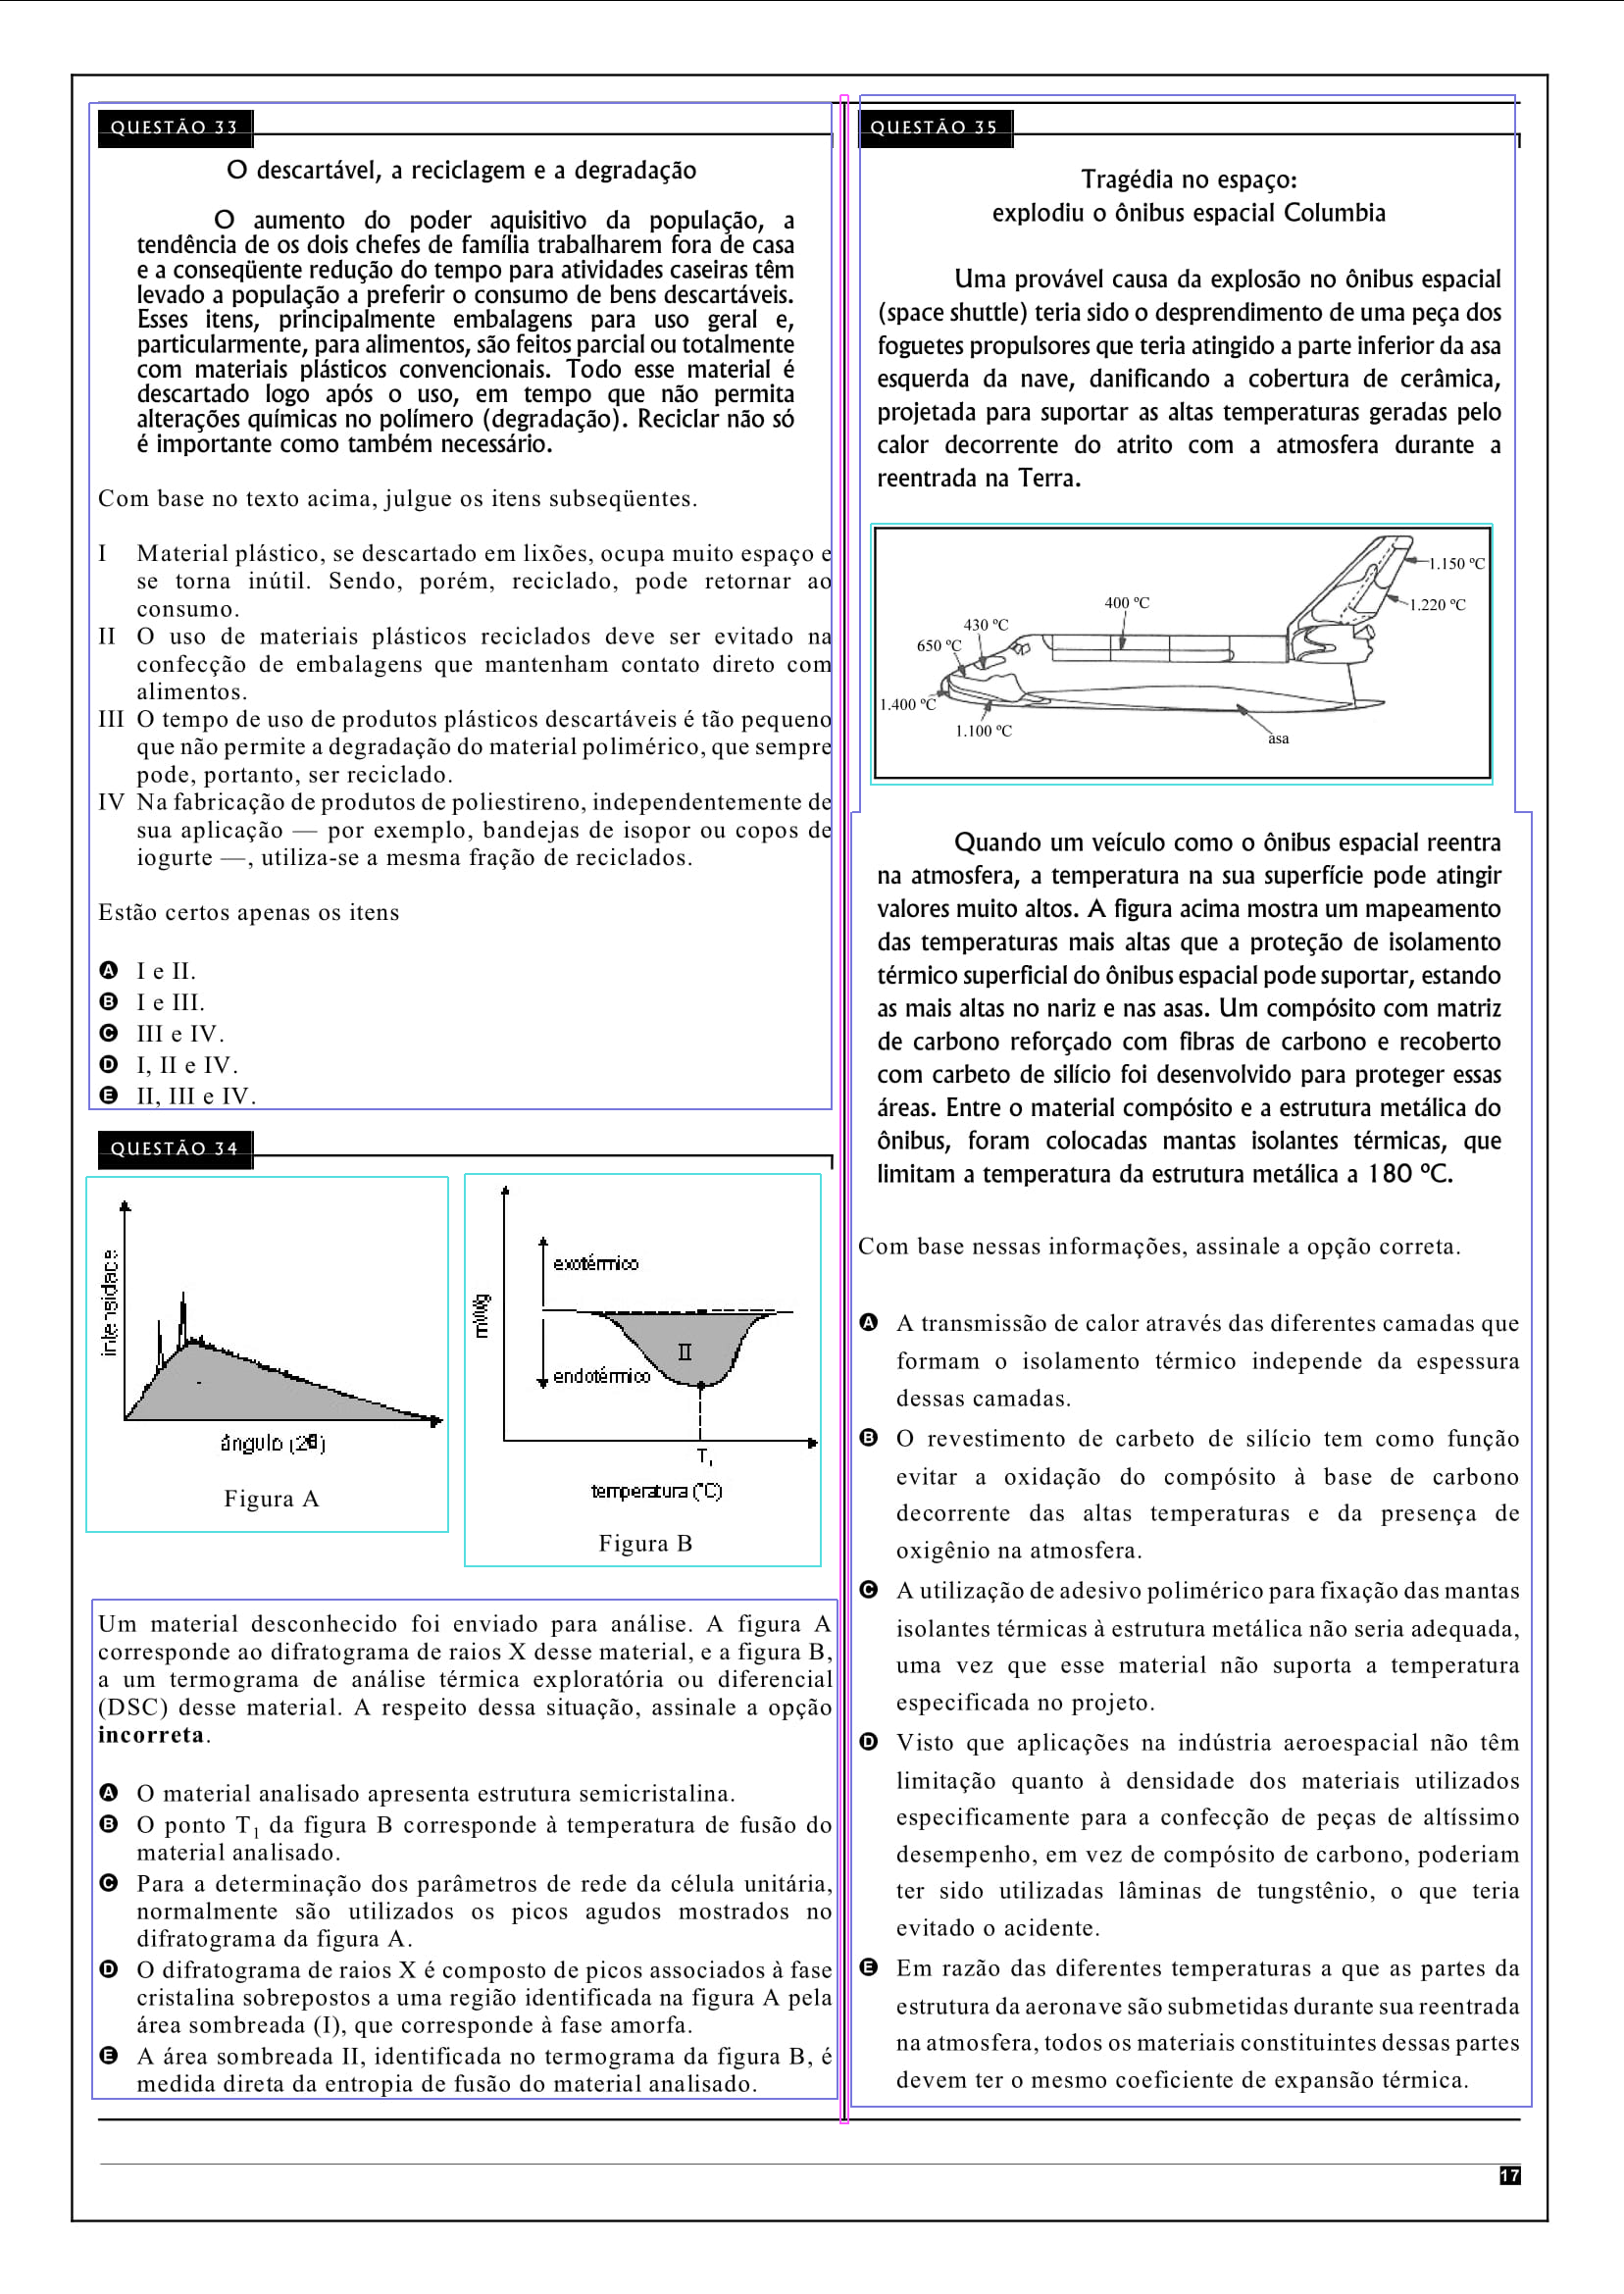 QUESTÃO 33
O descartável, a reciclagem e a degradação
O aumento do poder aquisitivo da população, a
tendência de os dois chefes de família trabalharem fora de casa
e a conseqüente redução do tempo para atividades caseiras têm
levado a população a preferir o consumo de bens descartáveis.
Esses itens, principalmente embalagens para uso geral e,
particularmente, para alimentos, são feitos parcial ou totalmente
com materiais plásticos convencionais. Todo esse material é
descartado logo após o uso, em tempo que não permita
alterações químicas no polímero (degradação). Reciclar não só
é importante como também necessário.
Com base no texto acima, julgue os itens subseqüentes.
I Material plástico, se descartado em lixões, ocupa muito espaço e
se torna inútil. Sendo, porém, reciclado, pode retornar ao
consumo.
II O uso de materiais plásticos reciclados deve ser evitado na
confecção de embalagens que mantenham contato direto com
alimentos.
III O tempo de uso de produtos plásticos descartáveis é tão pequeno
que não permite a degradação do material polimérico, que sempre
pode, portanto, ser reciclado.
IV Na fabricação de produtos de poliestireno, independentemente de
sua aplicação — por exemplo, bandejas de isopor ou copos de
iogurte —, utiliza-se a mesma fração de reciclados.
Estão certos apenas os itens
A I e II.
B I e III.
C III e IV.
D I, II e IV.
E II, III e IV.
QUESTÃO 34
intensidade
ângulo (2θ)
Figura A
mW/g
exotérmico
II
endotérmico
T1
temperatura (°C)
Figura B
Um material desconhecido foi enviado para análise. A figura A
corresponde ao difratograma de raios X desse material, e a figura B,
a um termograma de análise térmica exploratória ou diferencial
(DSC) desse material. A respeito dessa situação, assinale a opção
incorreta.
A O material analisado apresenta estrutura semicristalina.
B O ponto T1 da figura B corresponde à temperatura de fusão do
material analisado.
C Para a determinação dos parâmetros de rede da célula unitária,
normalmente são utilizados os picos agudos mostrados no
difratograma da figura A.
D O difratograma de raios X é composto de picos associados à fase
cristalina sobrepostos a uma região identificada na figura A pela
área sombreada (I), que corresponde à fase amorfa.
E A área sombreada II, identificada no termograma da figura B, é
medida direta da entropia de fusão do material analisado.
QUESTÃO 35
Tragédia no espaço:
explodiu o ônibus espacial Columbia
Uma provável causa da explosão no ônibus espacial
(space shuttle) teria sido o desprendimento de uma peça dos
foguetes propulsores que teria atingido a parte inferior da asa
esquerda da nave, danificando a cobertura de cerâmica,
projetada para suportar as altas temperaturas geradas pelo
calor decorrente do atrito com a atmosfera durante a
reentrada na Terra.
1.150 ºC
1.220 ºC
400 ºC
430 ºC
650 ºC
1.400 ºC
1.100 ºC
asa
Quando um veículo como o ônibus espacial reentra
na atmosfera, a temperatura na sua superfície pode atingir
valores muito altos. A figura acima mostra um mapeamento
das temperaturas mais altas que a proteção de isolamento
térmico superficial do ônibus espacial pode suportar, estando
as mais altas no nariz e nas asas. Um compósito com matriz
de carbono reforçado com fibras de carbono e recoberto
com carbeto de silício foi desenvolvido para proteger essas
áreas. Entre o material compósito e a estrutura metálica do
ônibus, foram colocadas mantas isolantes térmicas, que
limitam a temperatura da estrutura metálica a 180 ºC.
Com base nessas informações, assinale a opção correta.
A A transmissão de calor através das diferentes camadas que
formam o isolamento térmico independe da espessura
dessas camadas.
B O revestimento de carbeto de silício tem como função
evitar a oxidação do compósito à base de carbono
decorrente das altas temperaturas e da presença de
oxigênio na atmosfera.
C A utilização de adesivo polimérico para fixação das mantas
isolantes térmicas à estrutura metálica não seria adequada,
uma vez que esse material não suporta a temperatura
especificada no projeto.
D Visto que aplicações na indústria aeroespacial não têm
limitação quanto à densidade dos materiais utilizados
especificamente para a confecção de peças de altíssimo
desempenho, em vez de compósito de carbono, poderiam
ter sido utilizadas lâminas de tungstênio, o que teria
evitado o acidente.
E Em razão das diferentes temperaturas a que as partes da
estrutura da aeronave são submetidas durante sua reentrada
na atmosfera, todos os materiais constituintes dessas partes
devem ter o mesmo coeficiente de expansão térmica.
17